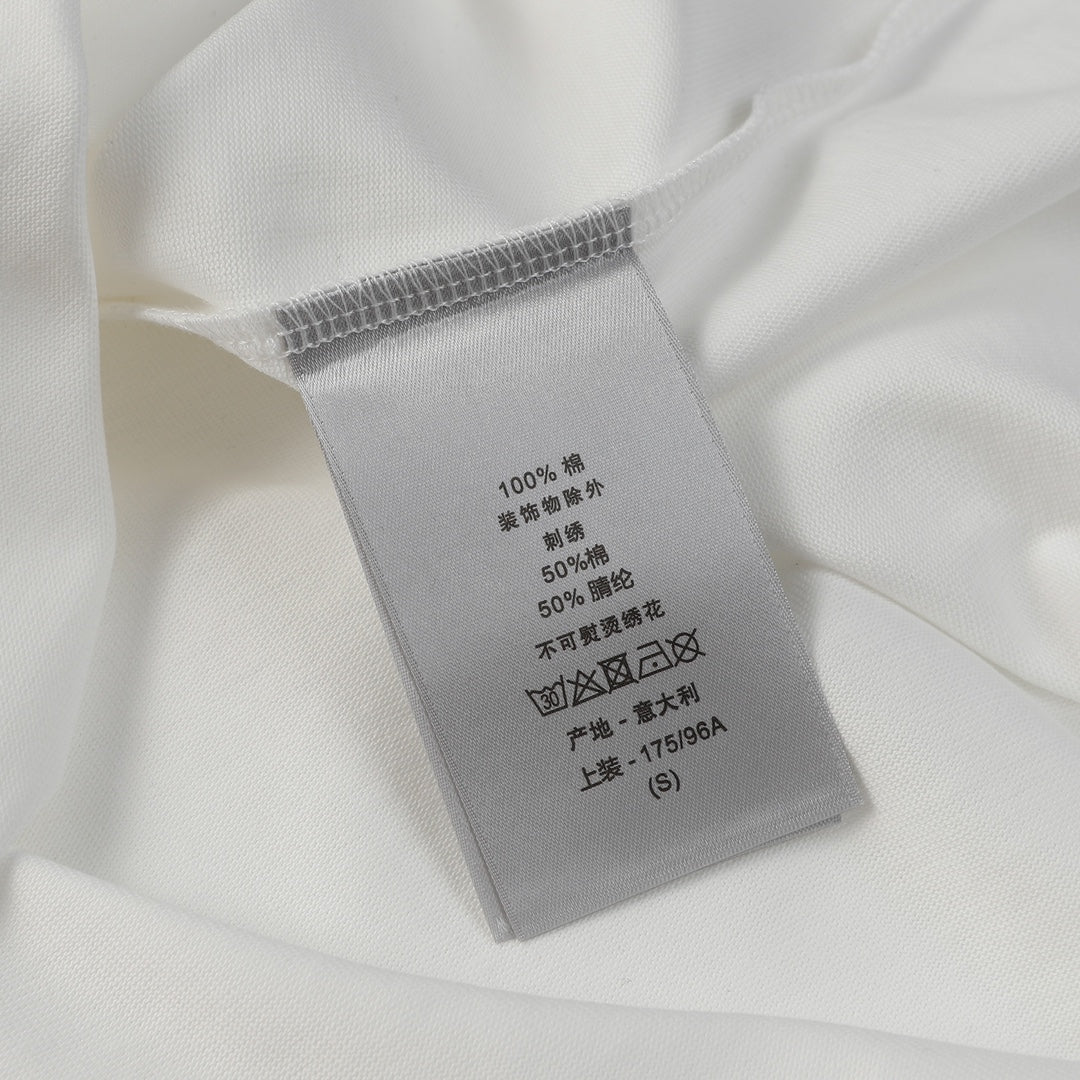 100% 棉
装饰物除外
刺绣
50%棉
50% 腈纶
不可熨烫绣花
30
产地 - 意大利
上装 - 175/96A
(S)